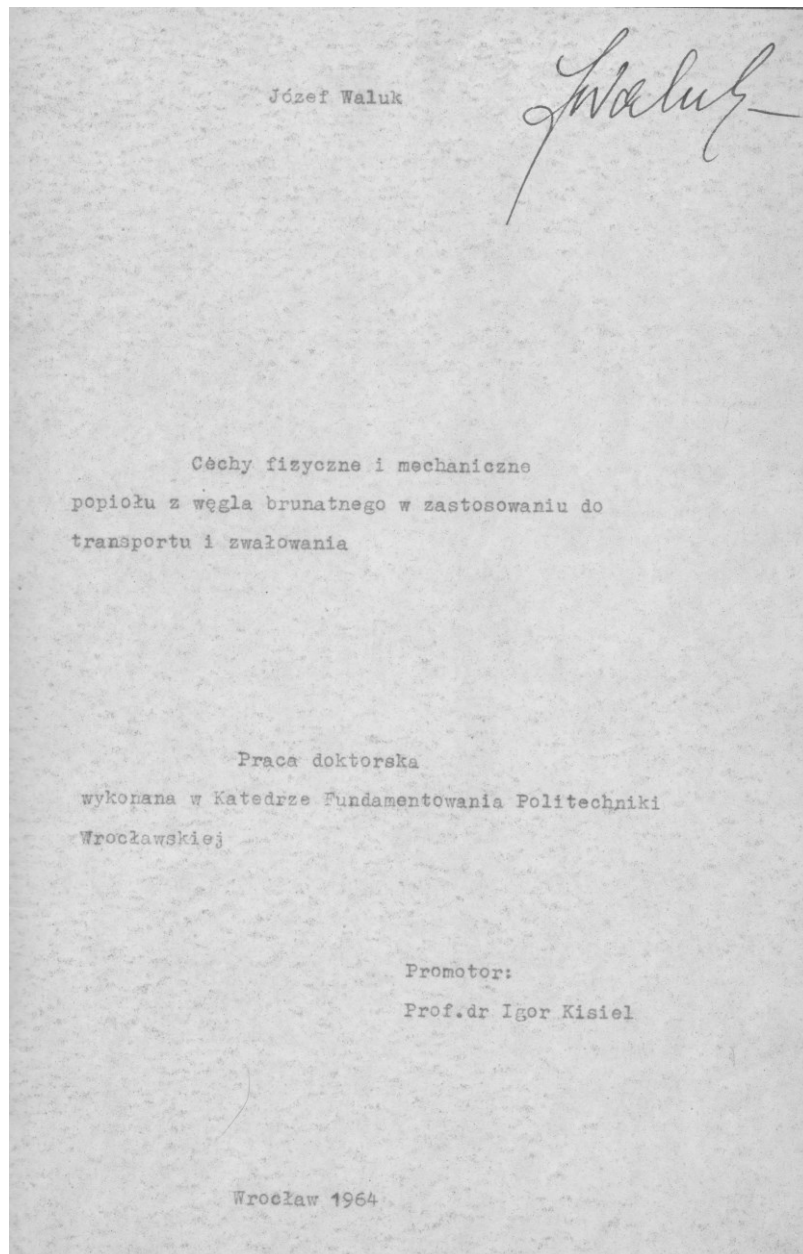 Józef Waluk
JWaluk
Cechy fizyczne i mechaniczne
popiołu z węgla brunatnego w zastosowaniu do
transportu i zwałowania
Praca doktorska
wykonana w Katedrze Fundamentowania Politechniki
Wrocławskiej
Promotor:
Prof.dr Igor Kisiel
Wrocław 1964